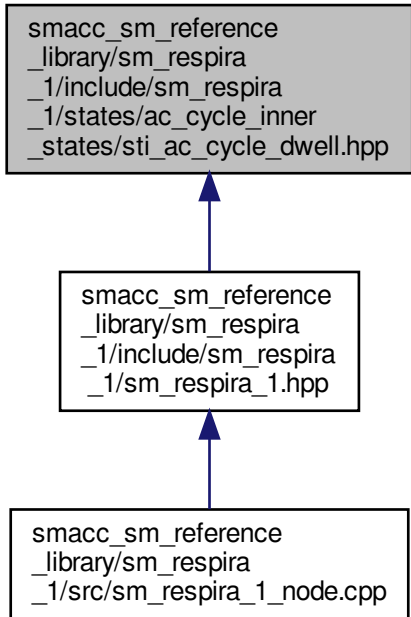 smacc_sm_reference
_library/sm_respira
_1/include/sm_respira
_1/states/ac_cycle_inner
_states/sti_ac_cycle_dwell.hpp
smacc_sm_reference
_library/sm_respira
_1/include/sm_respira
_1/sm_respira_1.hpp
smacc_sm_reference
_library/sm_respira
_1/src/sm_respira_1_node.cpp